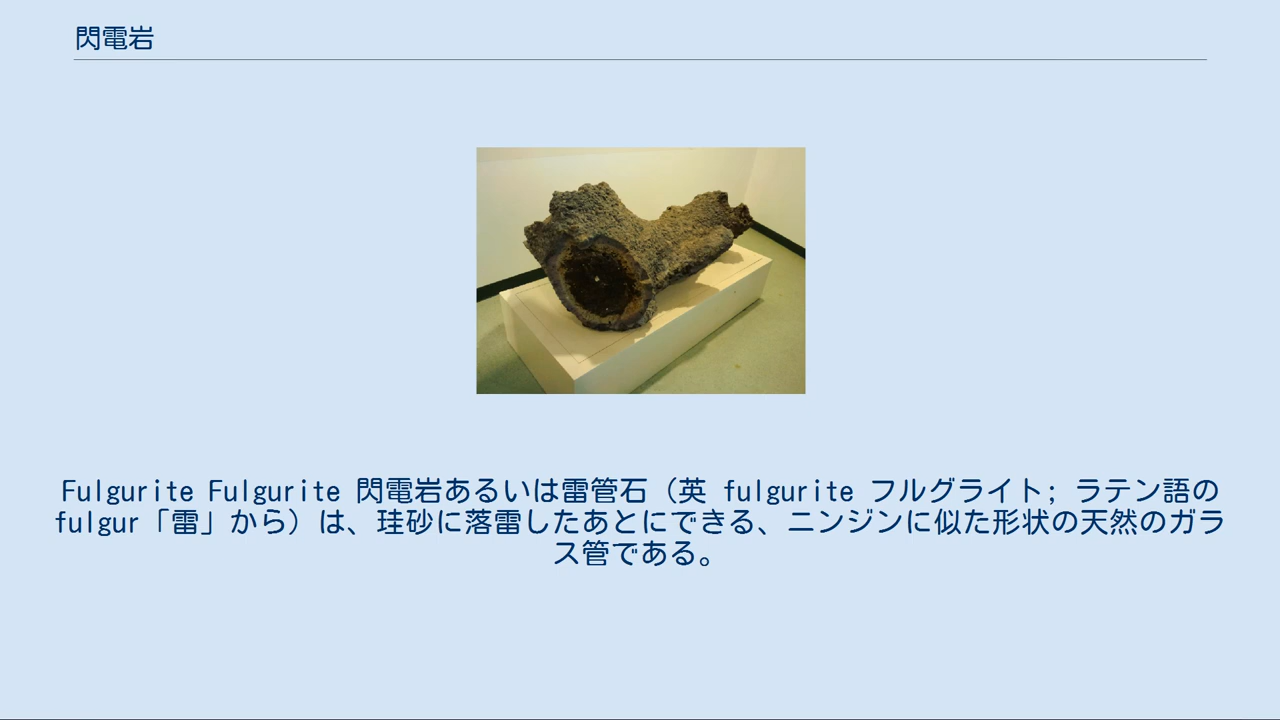 閃電岩
Fulgurite Fulgurite 閃電岩あるいは雷管石（英 fulgurite フルグライト; ラテン語の
fulgur「雷」から）は、珪砂に落雷したあとにできる、ニンジンに似た形状の天然のガラ
ス管である。